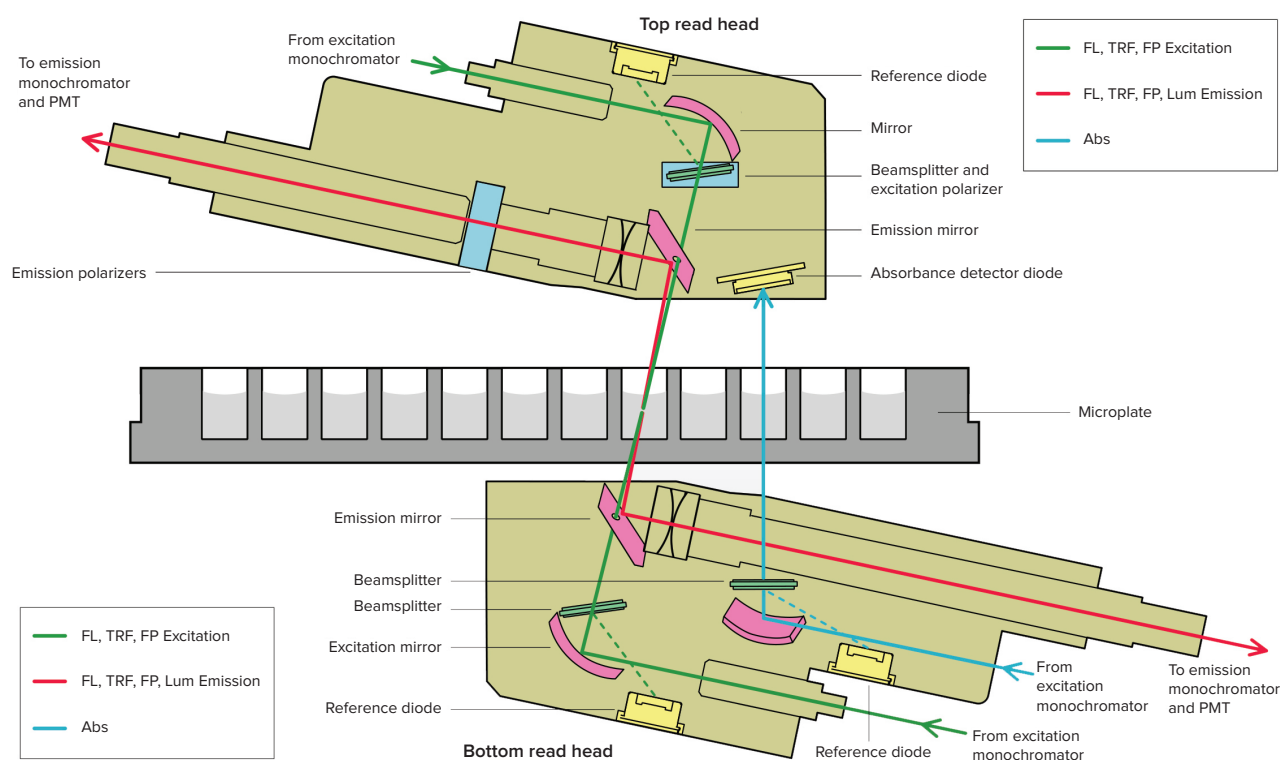 Top read head
From excitation
monochromator
To emission
monochromator
and PMT
Reference diode
Mirror
Beamsplitter and
excitation polarizer
Emission mirror
Absorbance detector diode
Emission polarizers
FL, TRF, FP Excitation
FL, TRF, FP, Lum Emission
Abs
Microplate
Emission mirror
Beamsplitter
Beamsplitter
Excitation mirror
Reference diode
Bottom read head
FL, TRF, FP Excitation
FL, TRF, FP, Lum Emission
Abs
From
excitation
monochromator
To emission
monochromator
and PMT
Reference diode
From excitation
monochromator